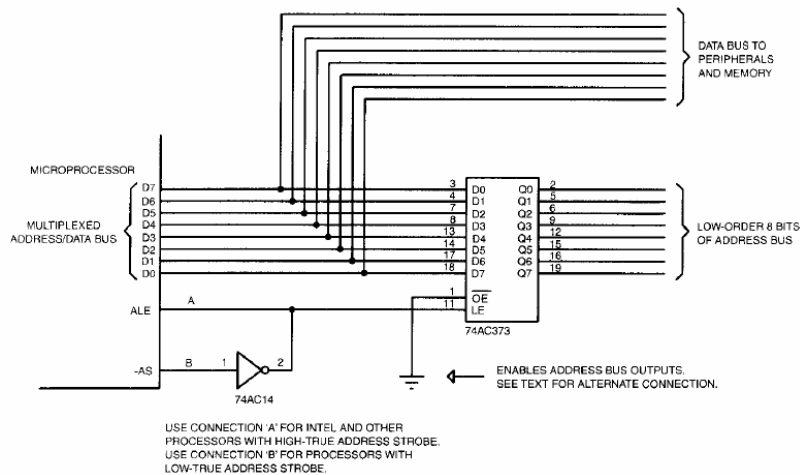 DATA BUS TO
PERIPHERALS
AND MEMORY
MICROPROCESSOR
MULTIPLEXED
ADDRESS/DATA BUS
D7
D6
D5
D4
D3
D2
D1
D0
3
4
7
8
13
14
17
18
D0
D1
D2
D3
D4
D5
D6
D7
Q0
Q1
Q2
Q3
Q4
Q5
Q6
Q7
2
5
6
9
12
15
16
19
LOW-ORDER 8 BITS
OF ADDRESS BUS
1
OE
ALE
A
11
LE
74AC373
-AS
B
1
2
74AC14
ENABLES ADDRESS BUS OUTPUTS.
SEE TEXT FOR ALTERNATE CONNECTION.
USE CONNECTION 'A' FOR INTEL AND OTHER
PROCESSORS WITH HIGH-TRUE ADDRESS STROBE.
USE CONNECTION 'B' FOR PROCESSORS WITH
LOW-TRUE ADDRESS STROBE.